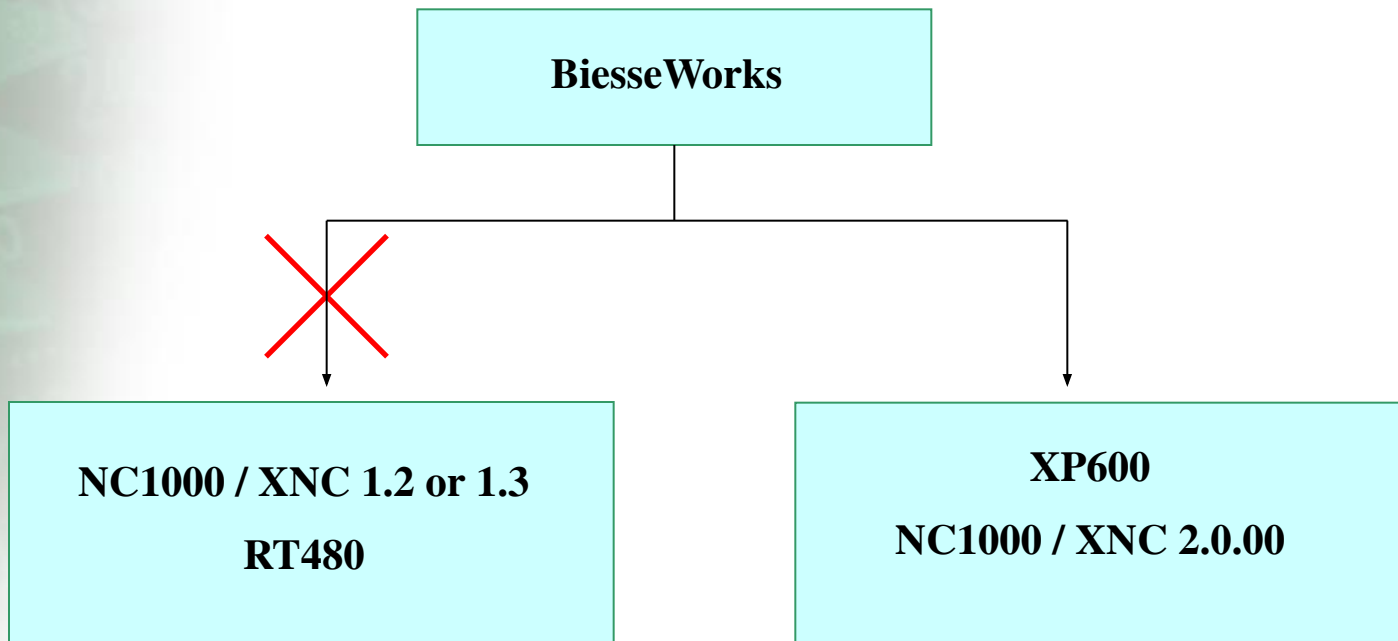 BiesseWorks
NC1000 / XNC 1.2 or 1.3
RT480
XP600
NC1000 / XNC 2.0.00